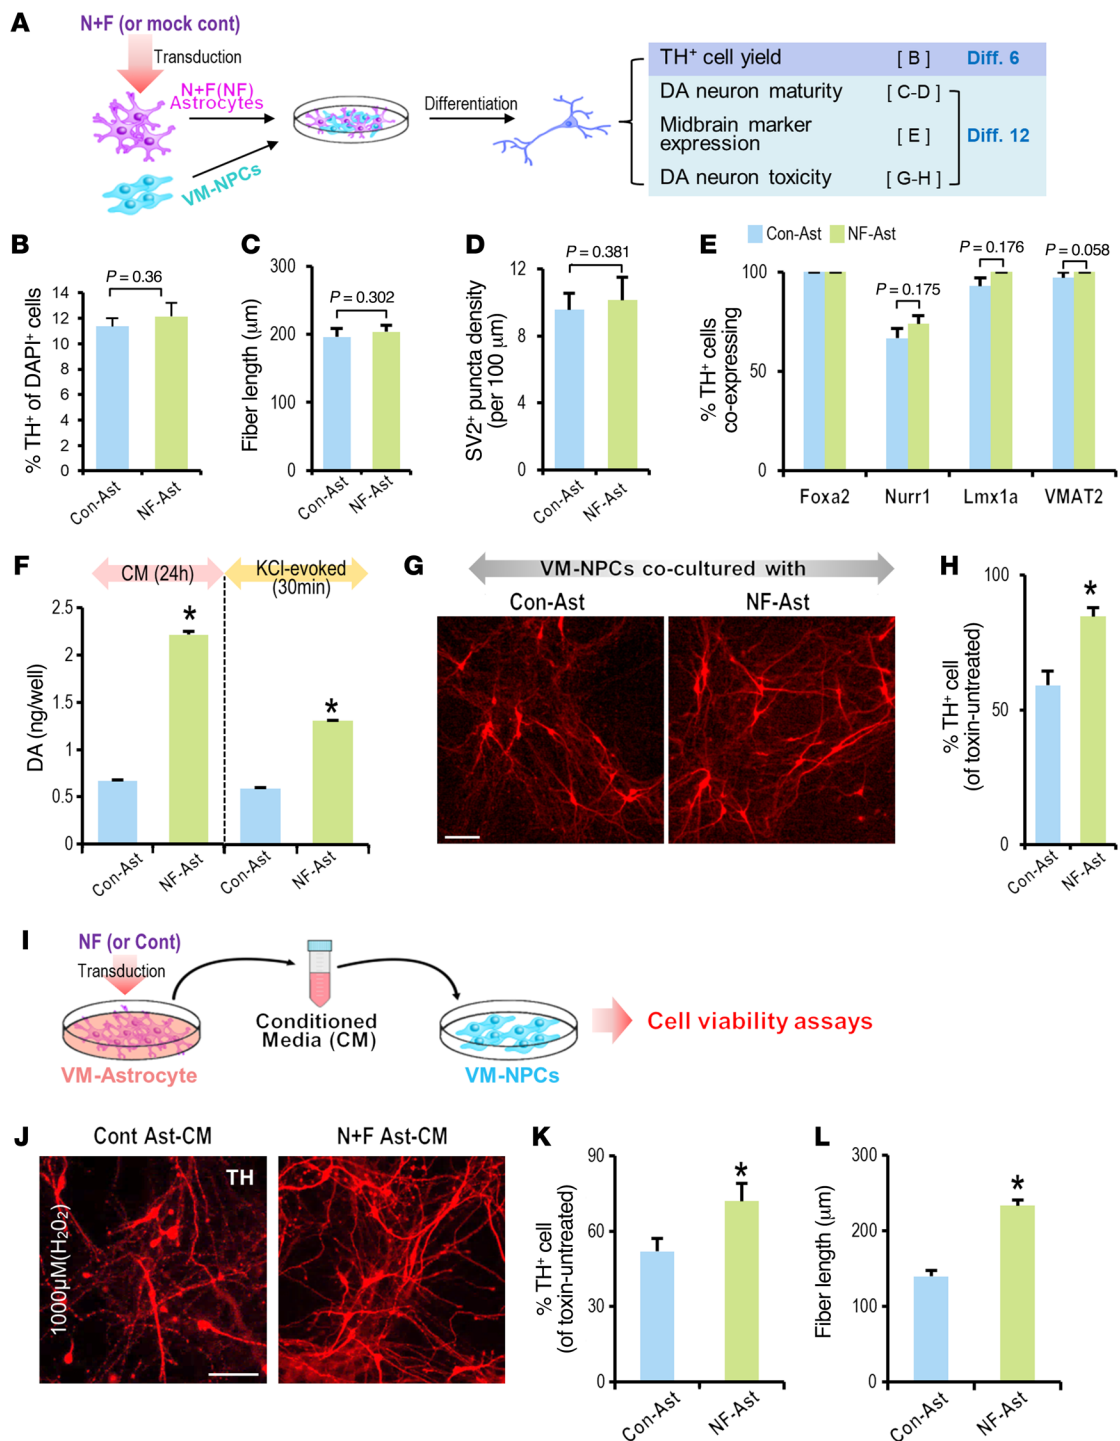 A
N+F (or mock cont)
Transduction
N+F(NF)
Astrocytes
VM-NPCs
Differentiation
TH⁺ cell yield [ B ] Diff. 6
DA neuron maturity [ C-D ]
Midbrain marker
expression [ E ] Diff. 12
DA neuron toxicity [ G-H ]
B
% TH⁺ of DAPI⁺ cells
P = 0.36
14
12
10
8
6
4
2
0
Con-Ast
NF-Ast
C
Fiber length (μm)
P = 0.302
300
200
100
0
Con-Ast
NF-Ast
D
SV2⁺ puncta density
(per 100 μm)
P = 0.381
12
8
4
0
Con-Ast
NF-Ast
E
Con-Ast NF-Ast
% TH⁺ cells
co-expressing
P = 0.175
P = 0.176
P = 0.058
100
50
0
Foxa2 Nurr1 Lmx1a VMAT2
F
CM (24h)
KCl-evoked
(30min)
DA (ng/well)
2.5
2
1.5
1
0.5
0
*
*
Con-Ast
NF-Ast
Con-Ast
NF-Ast
G
VM-NPCs co-cultured with
Con-Ast NF-Ast
H
% TH⁺ cell
(of toxin-untreated)
100
50
0
*
Con-Ast
NF-Ast
I
NF (or Cont)
Transduction
VM-Astrocyte
Conditioned
Media (CM)
VM-NPCs
Cell viability assays
J
Cont Ast-CM N+F Ast-CM
TH
1000μM(H₂O₂)
K
% TH⁺ cell
(of toxin-untreated)
90
60
30
0
*
Con-Ast
NF-Ast
L
Fiber length (μm)
300
200
100
0
*
Con-Ast
NF-Ast